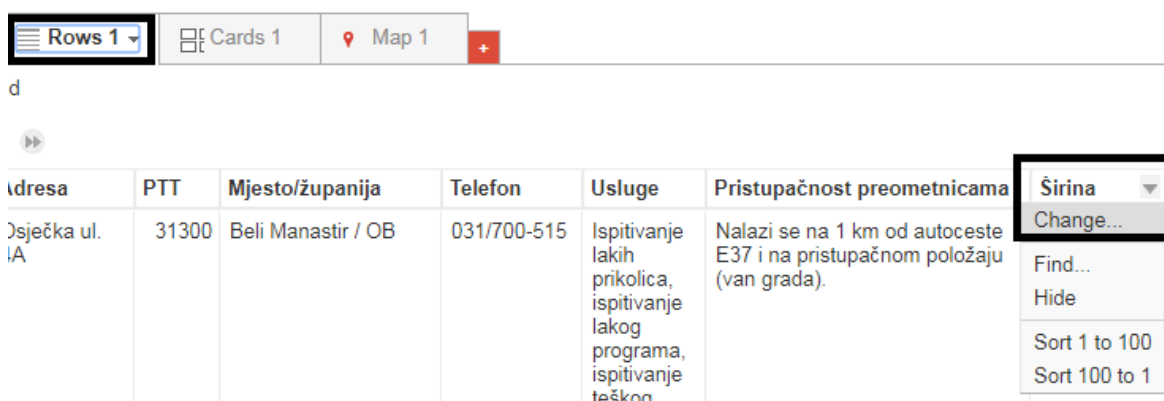 Rows 1 Cards 1 Map 1 +
d
Adresa PTT Mjesto/županija Telefon Usluge Pristupačnost preometnicama Širina
Osječka ul. 31300 Beli Manastir / OB 031/700-515 Ispitivanje Nalazi se na 1 km od autoceste Change...
4A lakih E37 i na pristupačnom položaju
prikolica, (van grada). Find...
ispitivanje Hide
lakog
programa, Sort 1 to 100
ispitivanje Sort 100 to 1
teškog